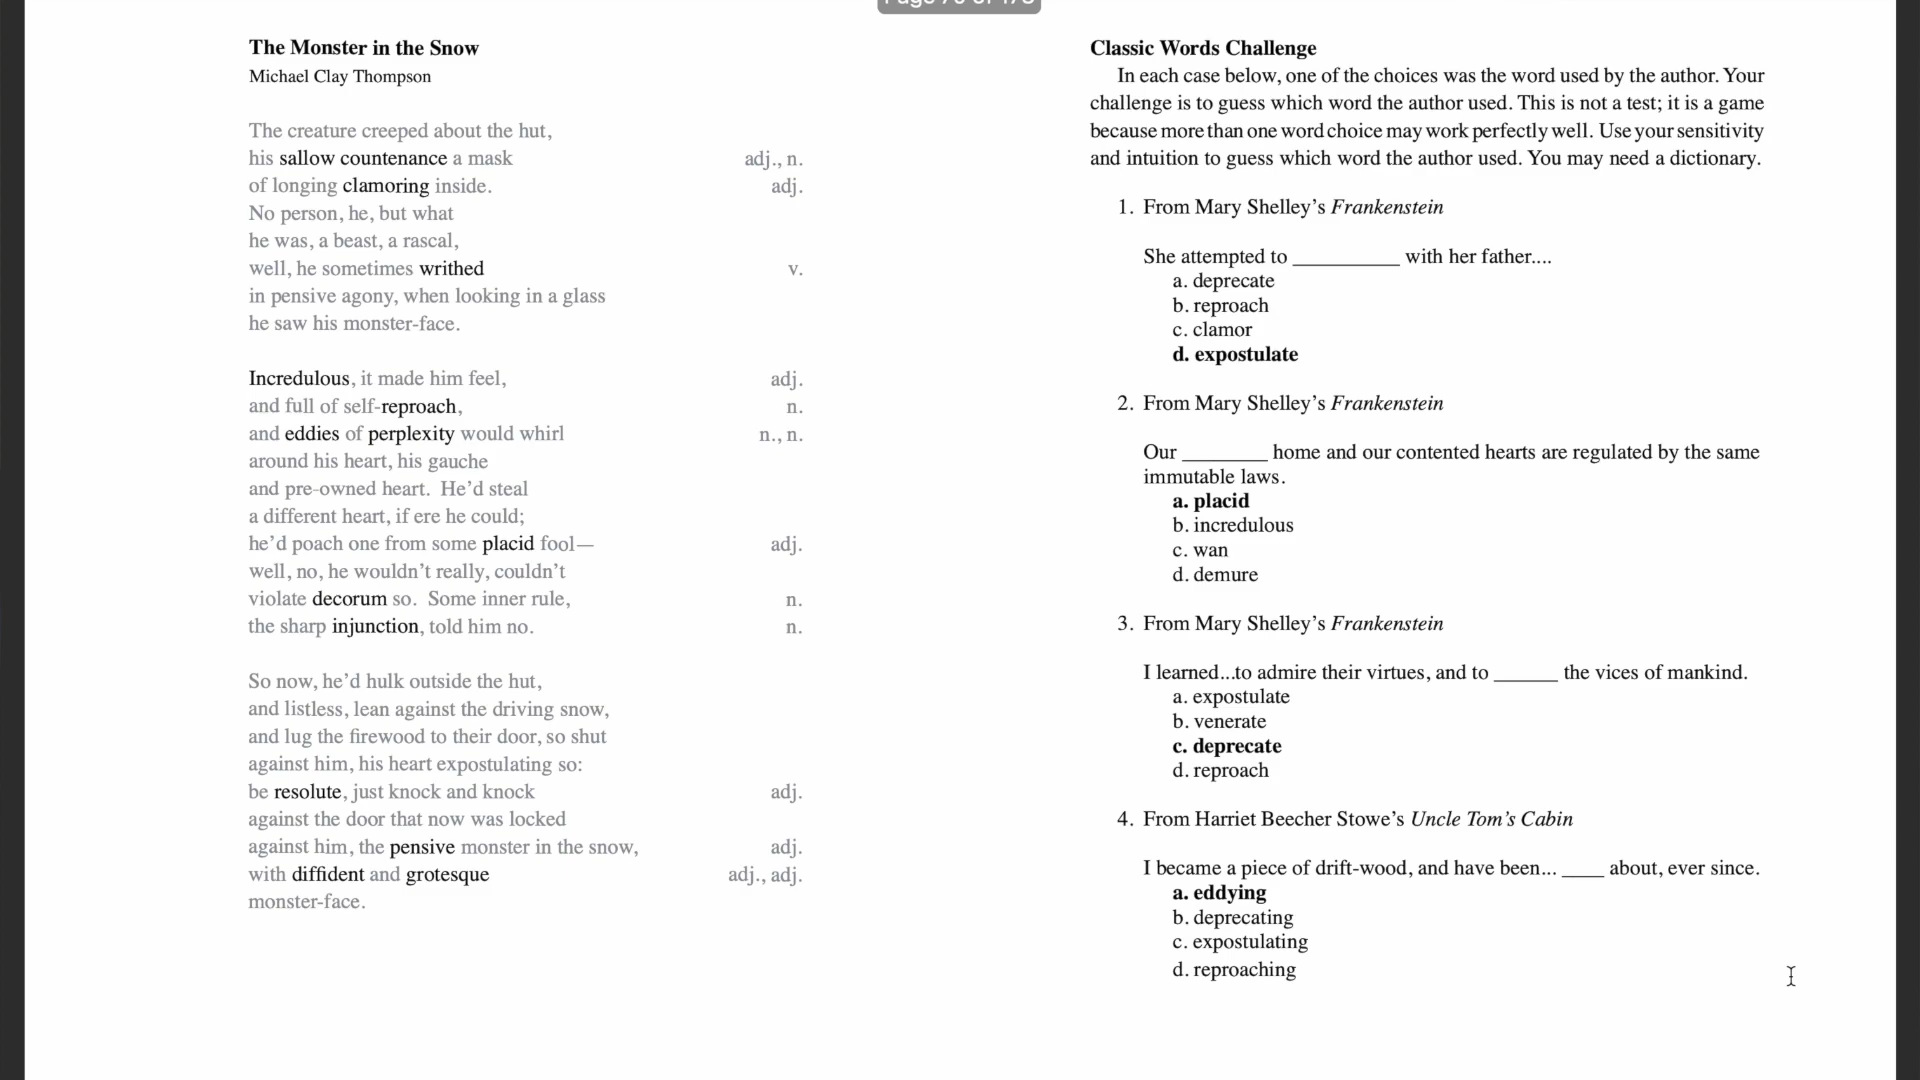 The Monster in the Snow
Michael Clay Thompson
The creature creeped about the hut,
his sallow countenance a mask adj., n.
of longing clamoring inside. adj.
No person, he, but what
he was, a beast, a rascal,
well, he sometimes writhed v.
in pensive agony, when looking in a glass
he saw his monster-face.
Incredulous, it made him feel, adj.
and full of self-reproach, n.
and eddies of perplexity would whirl n., n.
around his heart, his gauche
and pre-owned heart. He’d steal
a different heart, if ere he could;
he’d poach one from some placid fool— adj.
well, no, he wouldn’t really, couldn’t
violate decorum so. Some inner rule, n.
the sharp injunction, told him no. n.
So now, he’d hulk outside the hut,
and listless, lean against the driving snow,
and lug the firewood to their door, so shut
against him, his heart expostulating so:
be resolute, just knock and knock adj.
against the door that now was locked
against him, the pensive monster in the snow, adj.
with diffident and grotesque adj., adj.
monster-face.
Classic Words Challenge
In each case below, one of the choices was the word used by the author. Your
challenge is to guess which word the author used. This is not a test; it is a game
because more than one word choice may work perfectly well. Use your sensitivity
and intuition to guess which word the author used. You may need a dictionary.
1. From Mary Shelley’s Frankenstein
She attempted to __________ with her father....
a. deprecate
b. reproach
c. clamor
d. expostulate
2. From Mary Shelley’s Frankenstein
Our ________ home and our contented hearts are regulated by the same
immutable laws.
a. placid
b. incredulous
c. wan
d. demure
3. From Mary Shelley’s Frankenstein
I learned...to admire their virtues, and to ______ the vices of mankind.
a. expostulate
b. venerate
c. deprecate
d. reproach
4. From Harriet Beecher Stowe’s Uncle Tom’s Cabin
I became a piece of drift-wood, and have been... ____ about, ever since.
a. eddying
b. deprecating
c. expostulating
d. reproaching